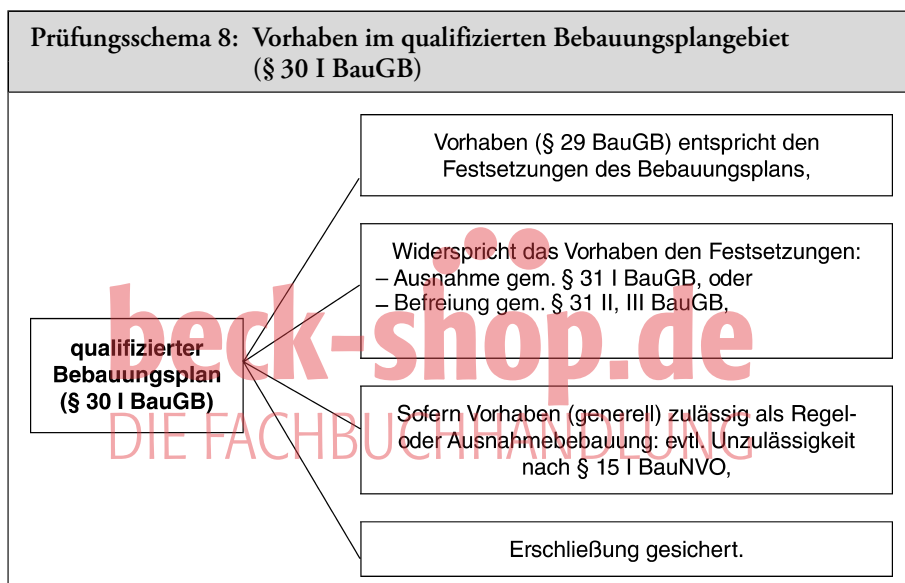 Prüfungsschema 8: Vorhaben im qualifizierten Bebauungsplangebiet
(§ 30 I BauGB)
Vorhaben (§ 29 BauGB) entspricht den
Festsetzungen des Bebauungsplans,
Widerspricht das Vorhaben den Festsetzungen:
– Ausnahme gem. § 31 I BauGB, oder
– Befreiung gem. § 31 II, III BauGB,
qualifizierter
Bebauungsplan
(§ 30 I BauGB)
Sofern Vorhaben (generell) zulässig als Regel-
oder Ausnahmebebauung: evtl. Unzulässigkeit
nach § 15 I BauNVO,
Erschließung gesichert.
beck-shop.de
DIE FACHBUCHHANDLUNG